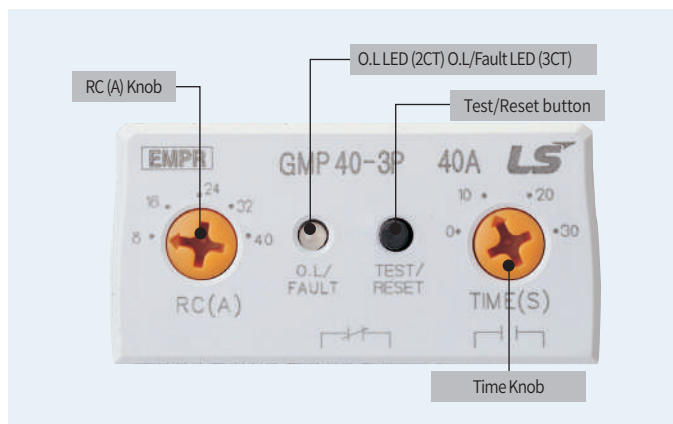 O.L LED (2CT) O.L/Fault LED (3CT)
RC (A) Knob
Test/Reset button
EMPR
GMP 40-3P
40A
LS
8
16
24
32
40
O.L/
FAULT
TEST/
RESET
0
10
20
30
RC(A)
TIME(S)
Time Knob